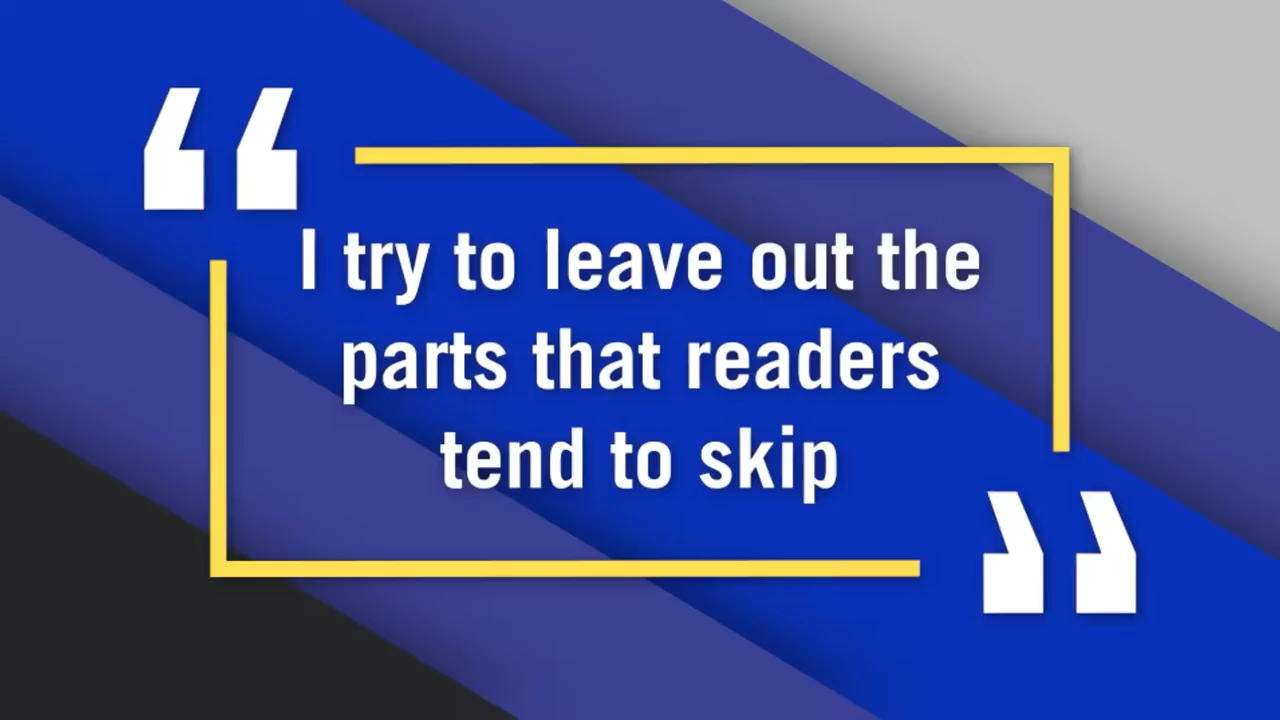 “
I try to leave out the
parts that readers
tend to skip
”